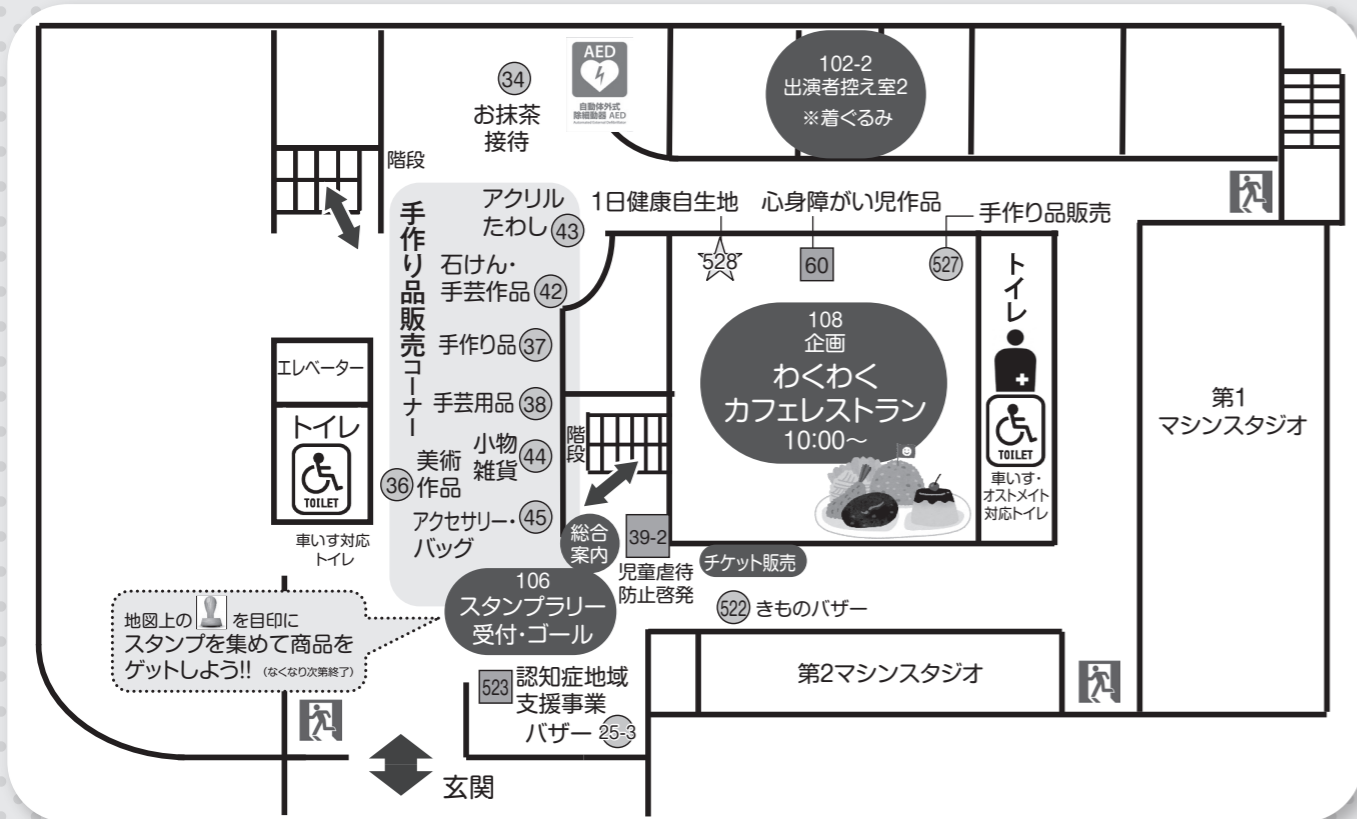 34
お抹茶
接待
AED
自動体外式
除細動器 AED
102-2
出演者控え室2
※着ぐるみ
階段
手作り品販売コーナー
アクリル
たわし 43
石けん・
手芸作品 42
手作り品 37
手芸用品 38
小物
雑貨 44
36 美術
作品
アクセサリー・
バッグ 45
1日健康自生地
528
心身障がい児作品
60
手作り品販売
527
108
企画
わくわく
カフェレストラン
10:00～
トイレ
TOILET
車いす・
オストメイト
対応トイレ
第1
マシンスタジオ
エレベーター
トイレ
TOILET
車いす対応
トイレ
階段
総合
案内
39-2
児童虐待
防止啓発
チケット販売
522 きものバザー
106
スタンプラリー
受付・ゴール
地図上の を目印に
スタンプを集めて商品を
ゲットしよう!! (なくなり次第終了)
523 認知症地域
支援事業
バザー 25-3
第2マシンスタジオ
玄関